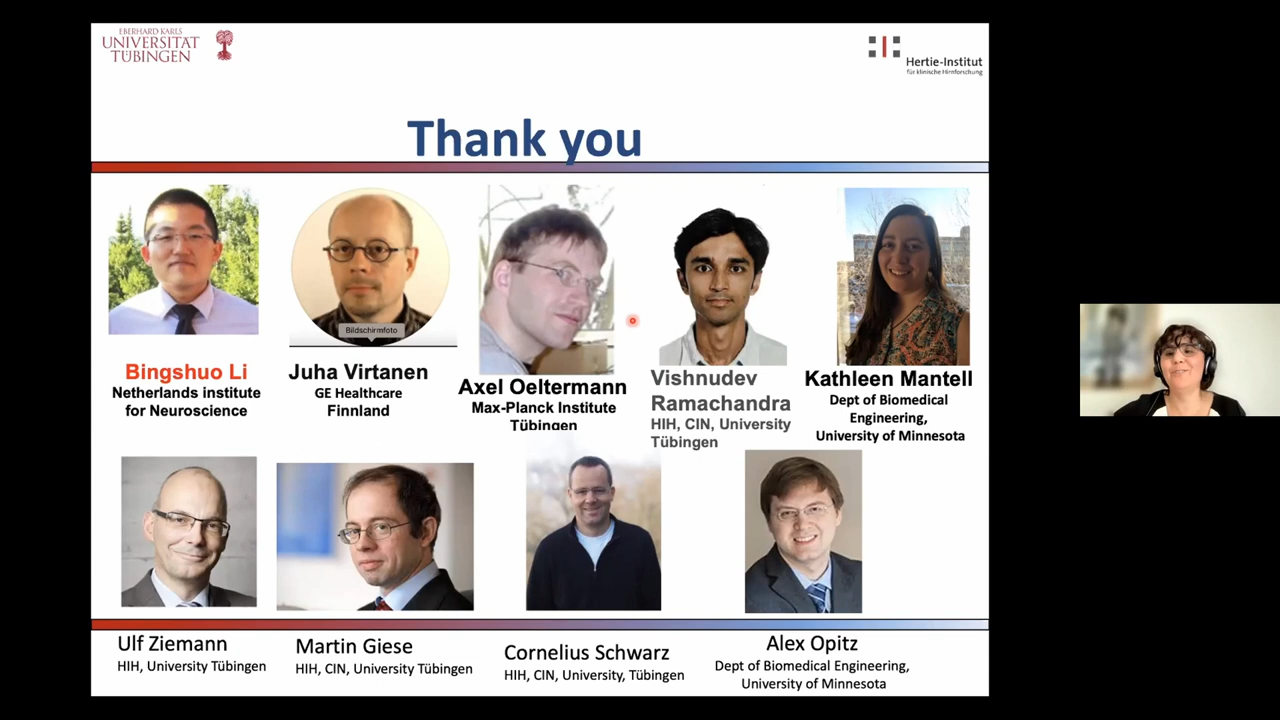 EBERHARD KARLS
UNIVERSITÄT
TÜBINGEN
Hertie-Institut
für klinische Hirnforschung
Thank you
Bildschirmfoto
Bingshuo Li
Netherlands institute
for Neuroscience
Juha Virtanen
GE Healthcare
Finnland
Axel Oeltermann
Max-Planck Institute
Tübingen
Vishnudev
Ramachandra
HIH, CIN, University
Tübingen
Kathleen Mantell
Dept of Biomedical
Engineering,
University of Minnesota
Ulf Ziemann
HIH, University Tübingen
Martin Giese
HIH, CIN, University Tübingen
Cornelius Schwarz
HIH, CIN, University, Tübingen
Alex Opitz
Dept of Biomedical Engineering,
University of Minnesota